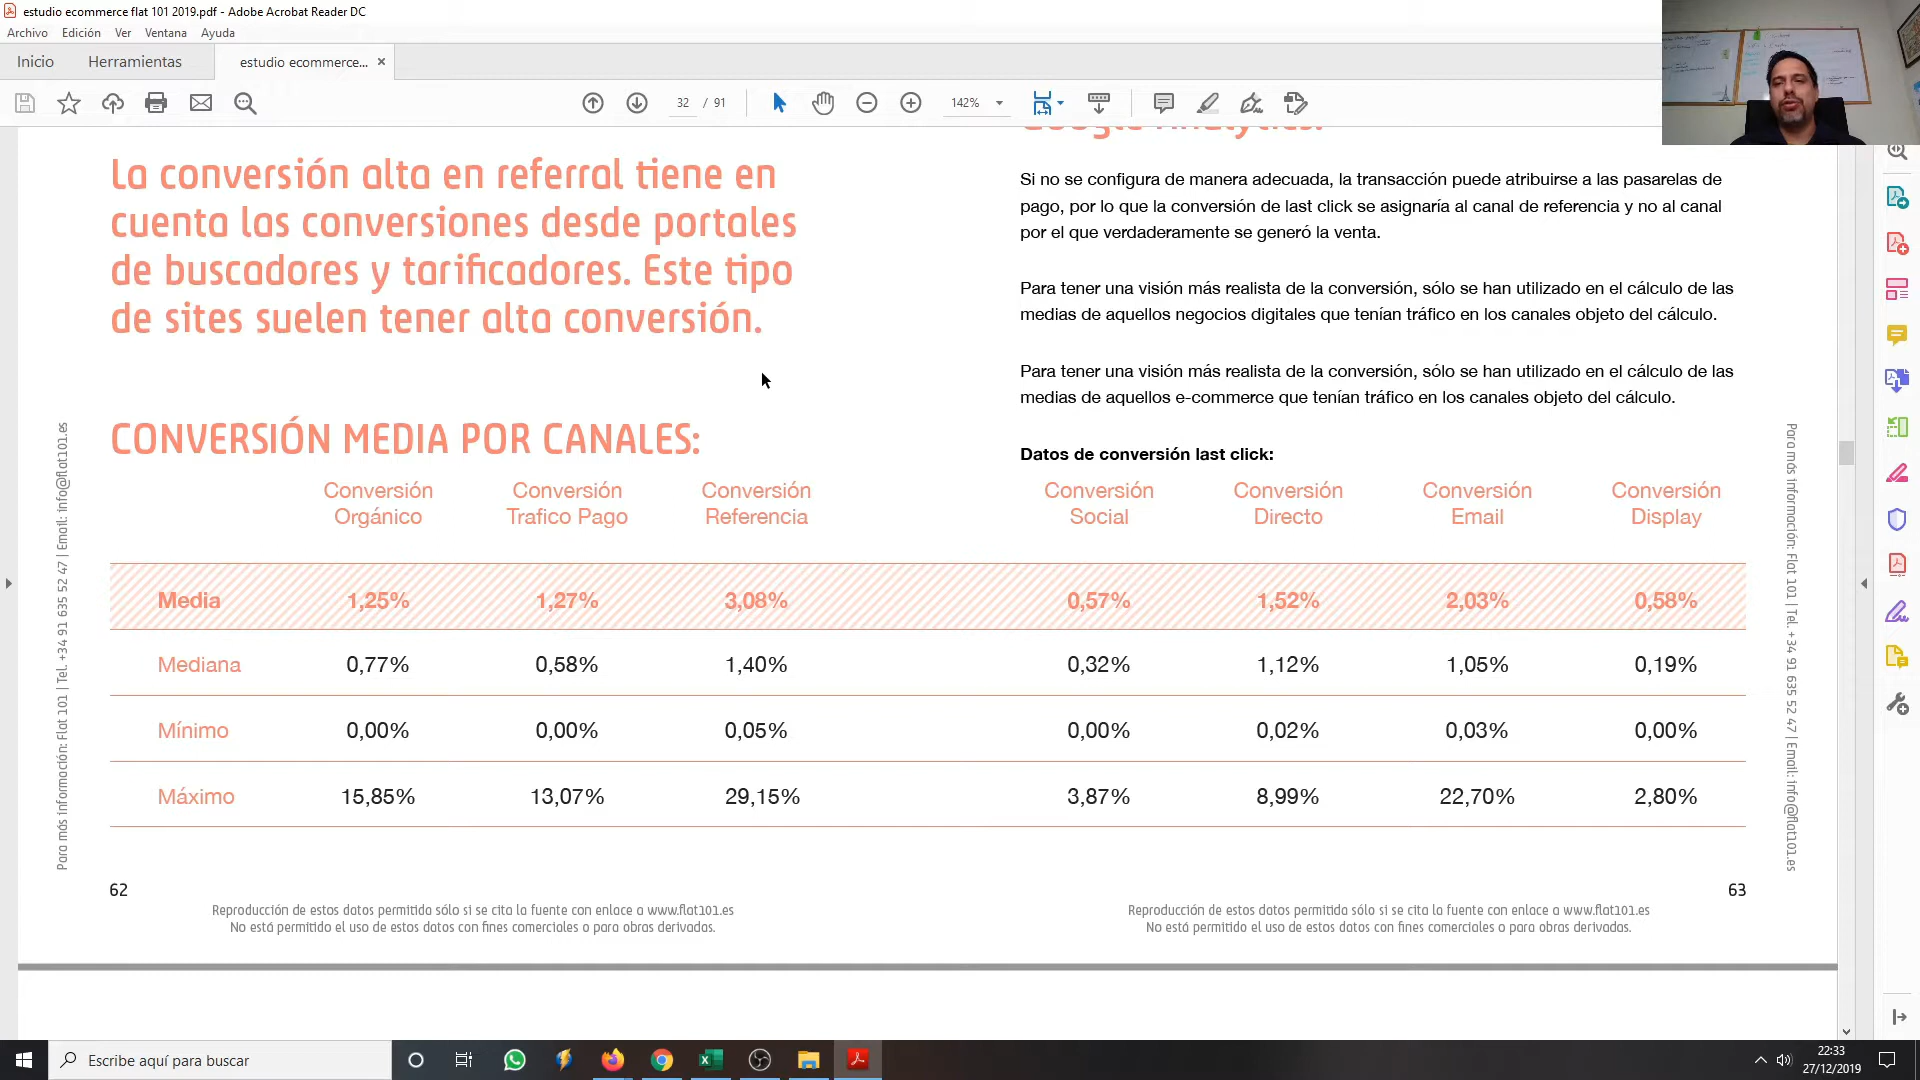 estudio ecommerce flat 101 2019.pdf - Adobe Acrobat Reader DC
Archivo Edición Ver Ventana Ayuda
Inicio Herramientas estudio ecommerce... ×
32 / 91 142%
La conversión alta en referral tiene en
cuenta las conversiones desde portales
de buscadores y tarificadores. Este tipo
de sites suelen tener alta conversión.
Google Analytics.
Si no se configura de manera adecuada, la transacción puede atribuirse a las pasarelas de
pago, por lo que la conversión de last click se asignaría al canal de referencia y no al canal
por el que verdaderamente se generó la venta.
Para tener una visión más realista de la conversión, sólo se han utilizado en el cálculo de las
medias de aquellos negocios digitales que tenían tráfico en los canales objeto del cálculo.
Para tener una visión más realista de la conversión, sólo se han utilizado en el cálculo de las
medias de aquellos e-commerce que tenían tráfico en los canales objeto del cálculo.
CONVERSIÓN MEDIA POR CANALES:
Datos de conversión last click:
Conversión Conversión Conversión Conversión Conversión Conversión Conversión
Orgánico Trafico Pago Referencia Social Directo Email Display
Media 1,25% 1,27% 3,08% 0,57% 1,52% 2,03% 0,58%
Mediana 0,77% 0,58% 1,40% 0,32% 1,12% 1,05% 0,19%
Mínimo 0,00% 0,00% 0,05% 0,00% 0,02% 0,03% 0,00%
Máximo 15,85% 13,07% 29,15% 3,87% 8,99% 22,70% 2,80%
Para más información: Flat 101 | Tel. +34 91 635 52 47 | Email: info@flat101.es
Para más información: Flat 101 | Tel. +34 91 635 52 47 | Email: info@flat101.es
62
Reproducción de estos datos permitida sólo si se cita la fuente con enlace a www.flat101.es
No está permitido el uso de estos datos con fines comerciales o para obras derivadas.
63
Reproducción de estos datos permitida sólo si se cita la fuente con enlace a www.flat101.es
No está permitido el uso de estos datos con fines comerciales o para obras derivadas.
Escribe aquí para buscar
22:33
27/12/2019